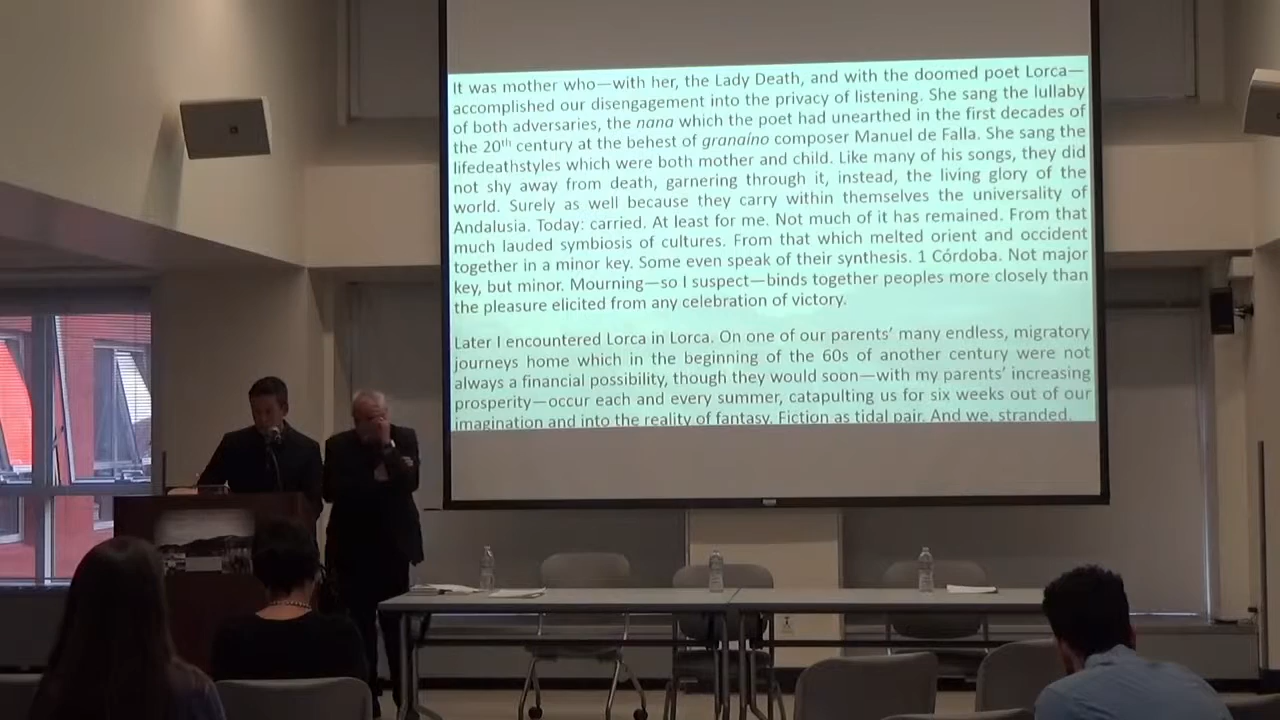 It was mother who—with her, the Lady Death, and with the doomed poet Lorca—
accomplished our disengagement into the privacy of listening. She sang the lullaby
of both adversaries, the nana which the poet had unearthed in the first decades of
the 20th century at the behest of granaíno composer Manuel de Falla. She sang the
lifedeathstyles which were both mother and child. Like many of his songs, they did
not shy away from death, garnering through it, instead, the living glory of the
world. Surely as well because they carry within themselves the universality of
Andalusia. Today: carried. At least for me. Not much of it has remained. From that
much lauded symbiosis of cultures. From that which melted orient and occident
together in a minor key. Some even speak of their synthesis. 1 Córdoba. Not major
key, but minor. Mourning—so I suspect—binds together peoples more closely than
the pleasure elicited from any celebration of victory.
Later I encountered Lorca in Lorca. On one of our parents’ many endless, migratory
journeys home which in the beginning of the 60s of another century were not
always a financial possibility, though they would soon—with my parents’ increasing
prosperity—occur each and every summer, catapulting us for six weeks out of our
imagination and into the reality of fantasy. Fiction as tidal pair. And we, stranded.